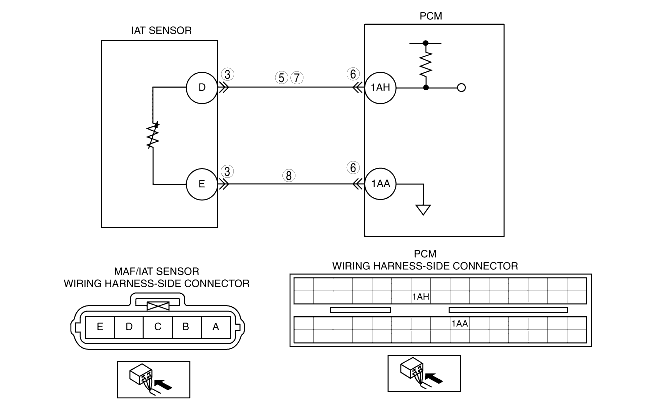 PCM
IAT SENSOR
3 5 7 6
D 1AH
3 8 6
E 1AA
MAF/IAT SENSOR
WIRING HARNESS-SIDE CONNECTOR
E D C B A
PCM
WIRING HARNESS-SIDE CONNECTOR
1AH
1AA